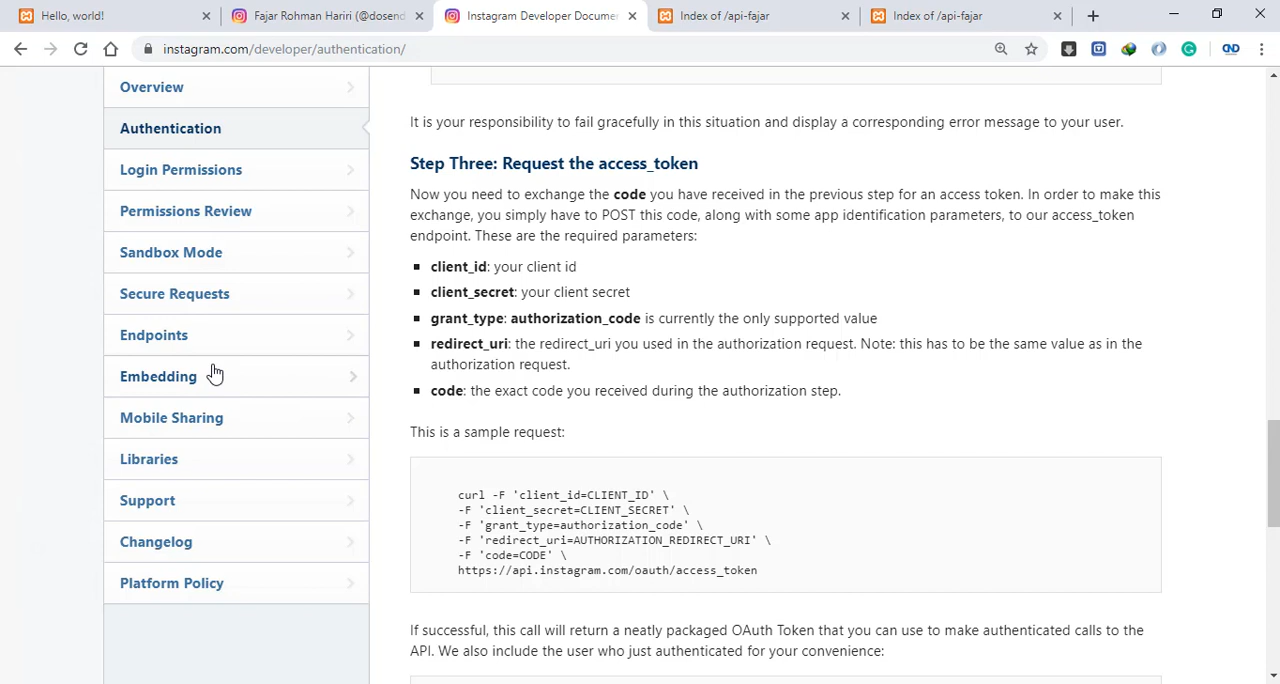 Hello, world!
Fajar Rohman Hariri (@dosend
Instagram Developer Docume
Index of /api-fajar
Index of /api-fajar
instagram.com/developer/authentication/
Overview
Authentication
Login Permissions
Permissions Review
Sandbox Mode
Secure Requests
Endpoints
Embedding
Mobile Sharing
Libraries
Support
Changelog
Platform Policy
It is your responsibility to fail gracefully in this situation and display a corresponding error message to your user.
Step Three: Request the access_token
Now you need to exchange the code you have received in the previous step for an access token. In order to make this
exchange, you simply have to POST this code, along with some app identification parameters, to our access_token
endpoint. These are the required parameters:
client_id: your client id
client_secret: your client secret
grant_type: authorization_code is currently the only supported value
redirect_uri: the redirect_uri you used in the authorization request. Note: this has to be the same value as in the
authorization request.
code: the exact code you received during the authorization step.
This is a sample request:
curl -F 'client_id=CLIENT_ID' \
-F 'client_secret=CLIENT_SECRET' \
-F 'grant_type=authorization_code' \
-F 'redirect_uri=AUTHORIZATION_REDIRECT_URI' \
-F 'code=CODE' \
https://api.instagram.com/oauth/access_token
If successful, this call will return a neatly packaged OAuth Token that you can use to make authenticated calls to the
API. We also include the user who just authenticated for your convenience: